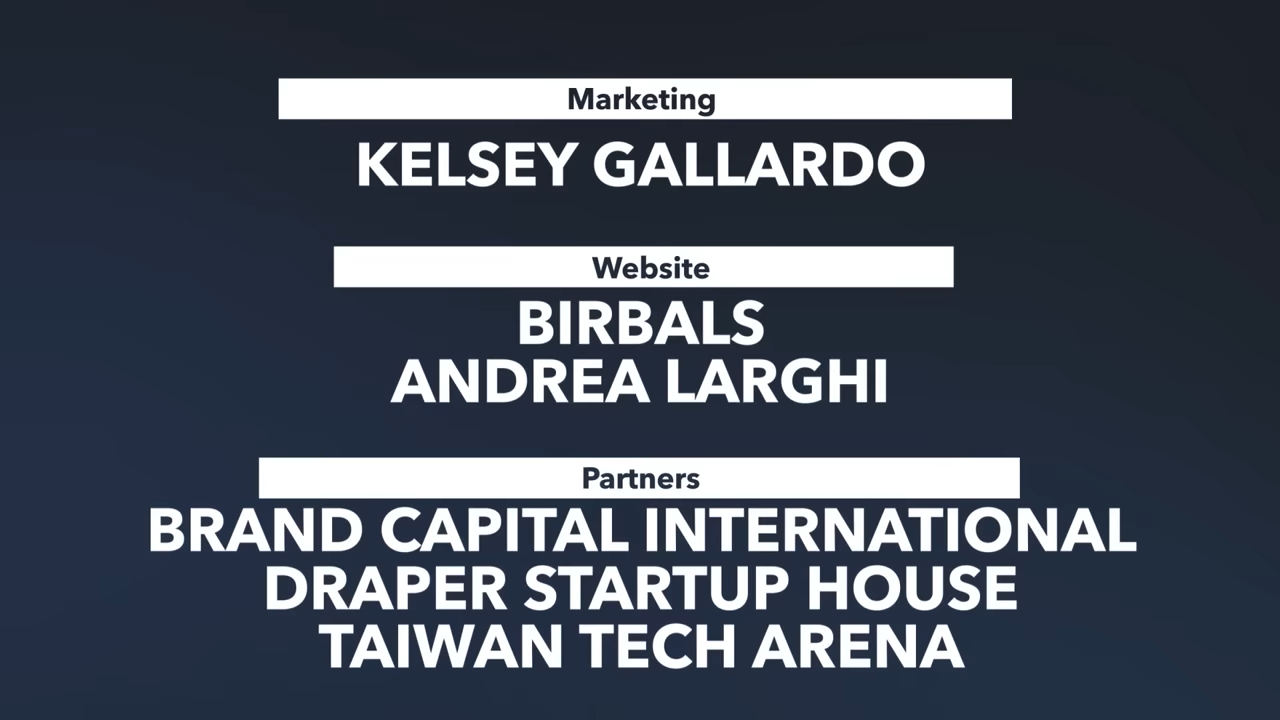 Marketing
KELSEY GALLARDO
Website
BIRBALS
ANDREA LARGHI
Partners
BRAND CAPITAL INTERNATIONAL
DRAPER STARTUP HOUSE
TAIWAN TECH ARENA